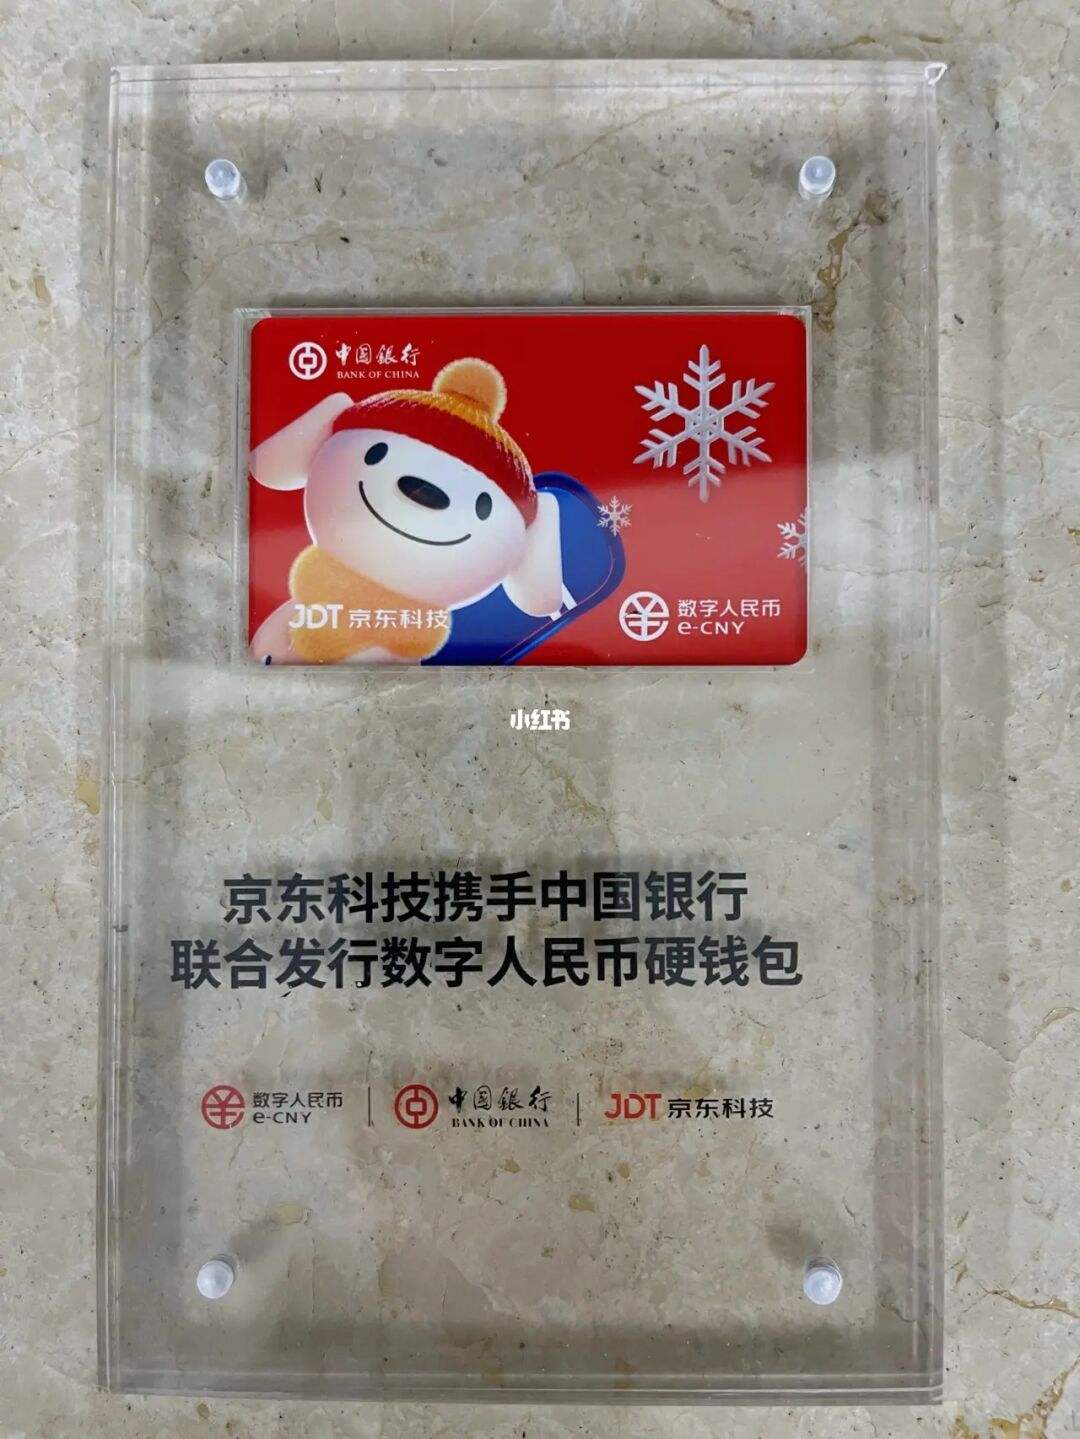 中国银行
BANK OF CHINA
JDT 京东科技
数字人民币
e-CNY
小红书
京东科技携手中国银行
联合发行数字人民币硬钱包
数字人民币
e-CNY
中国银行
BANK OF CHINA
JDT 京东科技